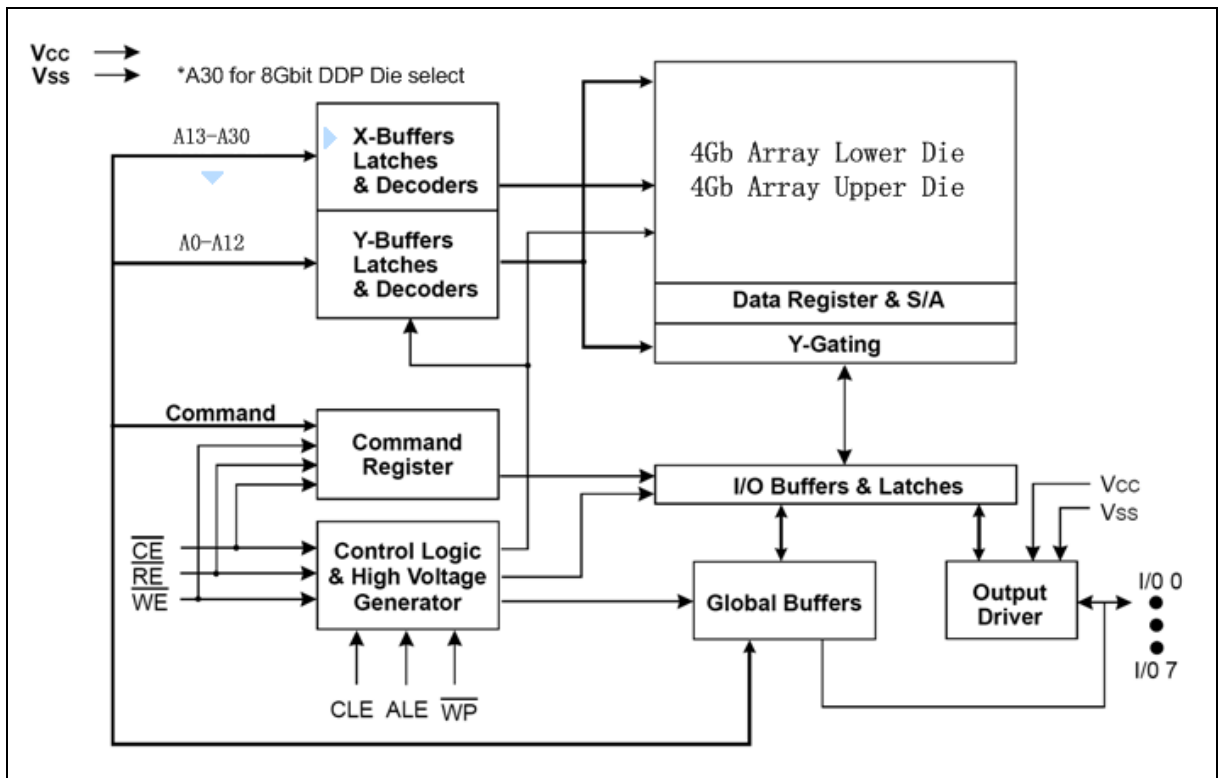 Vcc
Vss
*A30 for 8Gbit DDP Die select
A13-A30
X-Buffers
Latches
& Decoders
A0-A12
Y-Buffers
Latches
& Decoders
4Gb Array Lower Die
4Gb Array Upper Die
Data Register & S/A
Y-Gating
Command
Command
Register
I/O Buffers & Latches
Vcc
Vss
CE
RE
WE
Control Logic
& High Voltage
Generator
Global Buffers
Output
Driver
I/0 0
I/0 7
CLE ALE WP